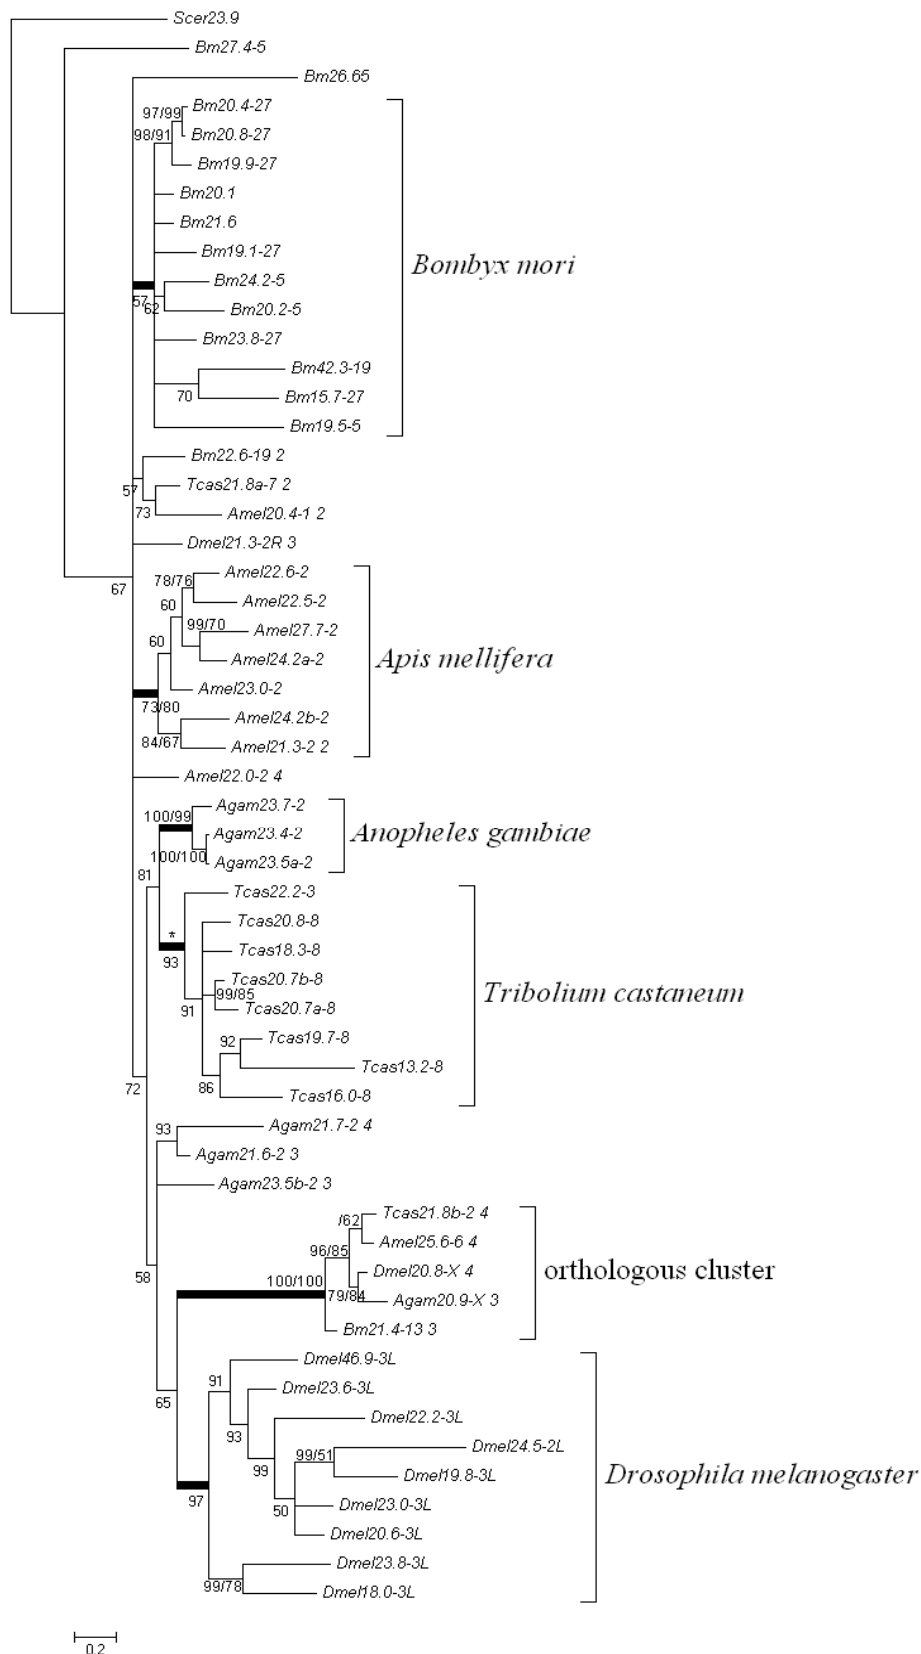 Scer23.9
Bm27.4-5
Bm26.65
Bm20.4-27
97/99
Bm20.8-27
98/91
Bm19.9-27
Bm20.1
Bm21.6
Bm19.1-27
Bombyx mori
Bm24.2-5
57
62
Bm20.2-5
Bm23.8-27
Bm42.3-19
70
Bm15.7-27
Bm19.5-5
Bm22.6-19 2
57
Tcas21.8a-7 2
73
Amel20.4-1 2
Dmel21.3-2R 3
67
Amel22.6-2
78/76
Amel22.5-2
60
99/70
Amel27.7-2
60
Amel24.2a-2
Apis mellifera
Amel23.0-2
73/80
Amel24.2b-2
84/67
Amel21.3-2 2
Amel22.0-2 4
Agam23.7-2
100/99
Agam23.4-2
Anopheles gambiae
100/100
Agam23.5a-2
81
Tcas22.2-3
Tcas20.8-8
*
93
Tcas18.3-8
Tcas20.7b-8
99/85
Tribolium castaneum
91
Tcas20.7a-8
92
Tcas19.7-8
Tcas13.2-8
72
86
Tcas16.0-8
93
Agam21.7-2 4
Agam21.6-2 3
Agam23.5b-2 3
Tcas21.8b-2 4
/62
Amel25.6-6 4
96/85
Dmel20.8-X 4
orthologous cluster
58
100/100
79/84
Agam20.9-X 3
Bm21.4-13 3
Dmel46.9-3L
91
Dmel23.6-3L
65
93
Dmel22.2-3L
99/51
Dmel24.5-2L
99
Dmel19.8-3L
Drosophila melanogaster
97
50
Dmel23.0-3L
Dmel20.6-3L
Dmel23.8-3L
99/78
Dmel18.0-3L
0.2